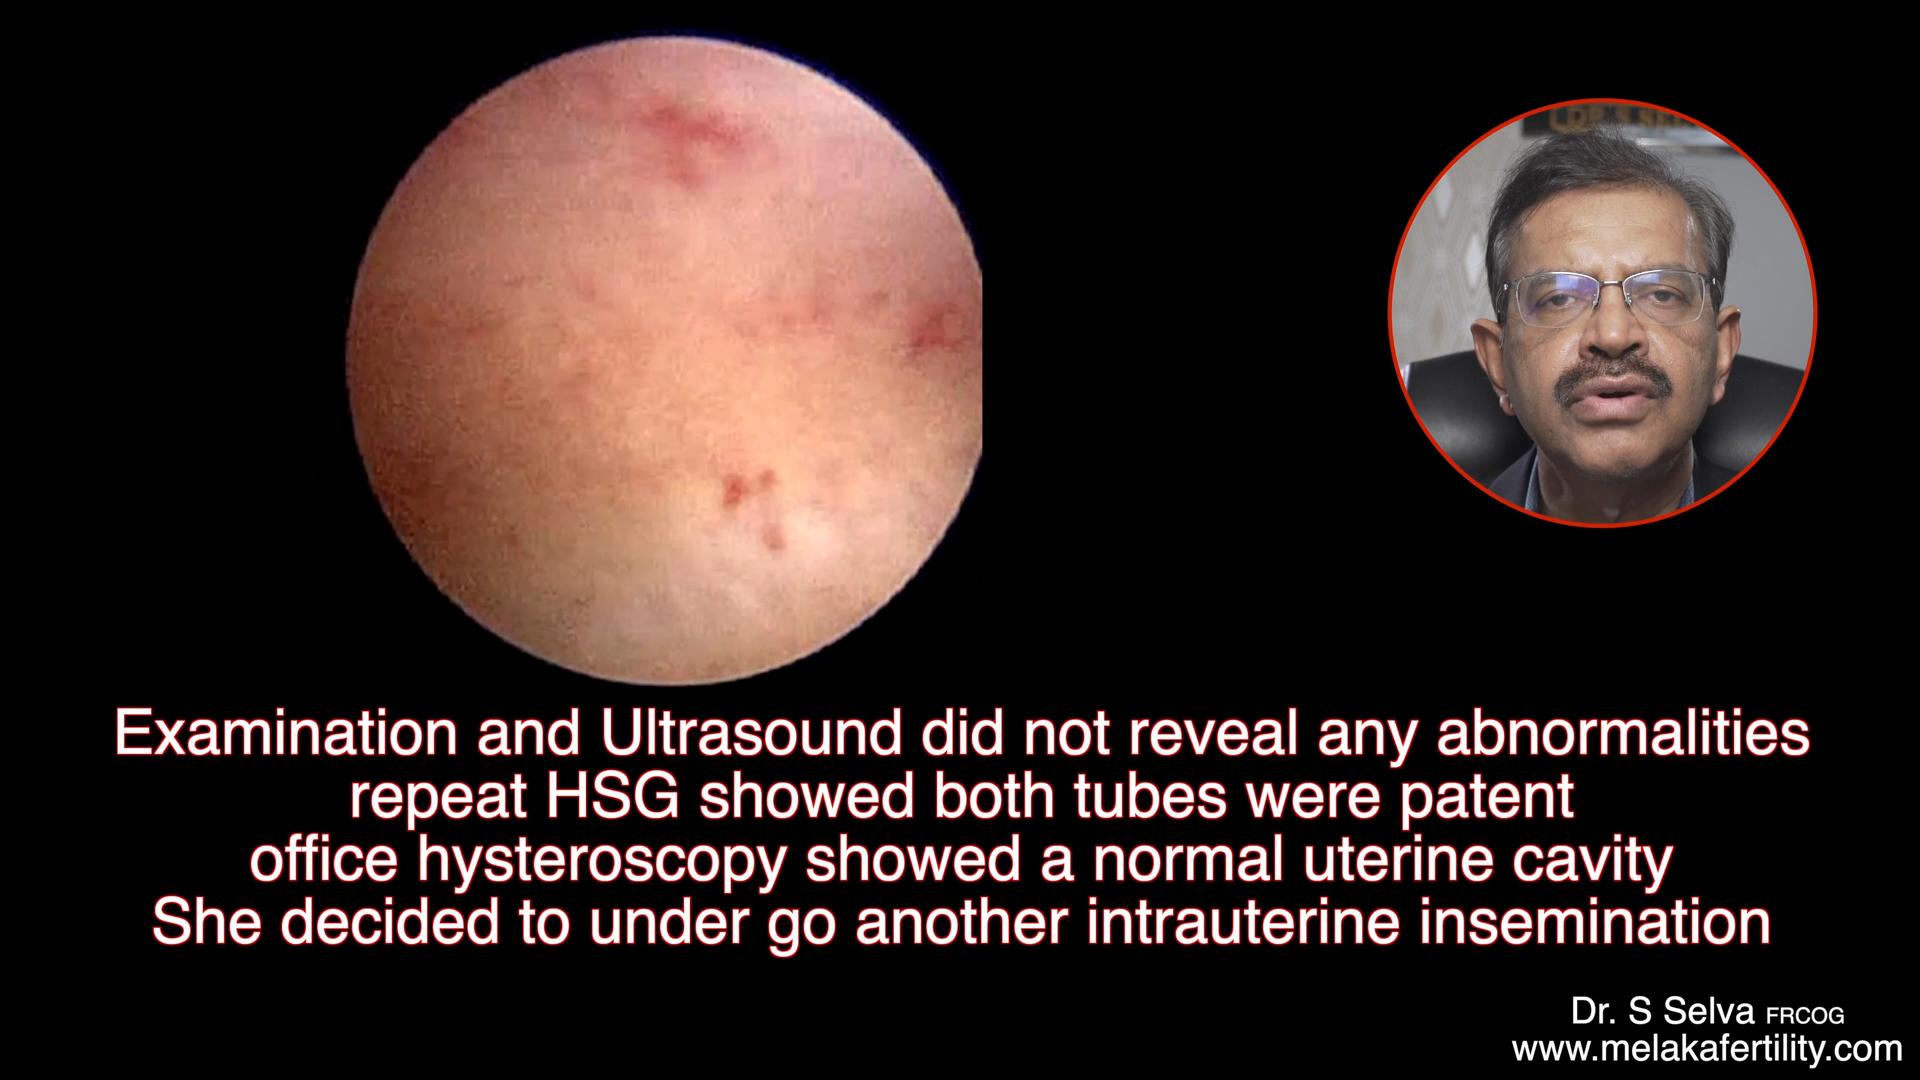 Examination and Ultrasound did not reveal any abnormalities
repeat HSG showed both tubes were patent
office hysteroscopy showed a normal uterine cavity
She decided to under go another intrauterine insemination
Dr. S Selva FRCOG
www.melakafertility.com